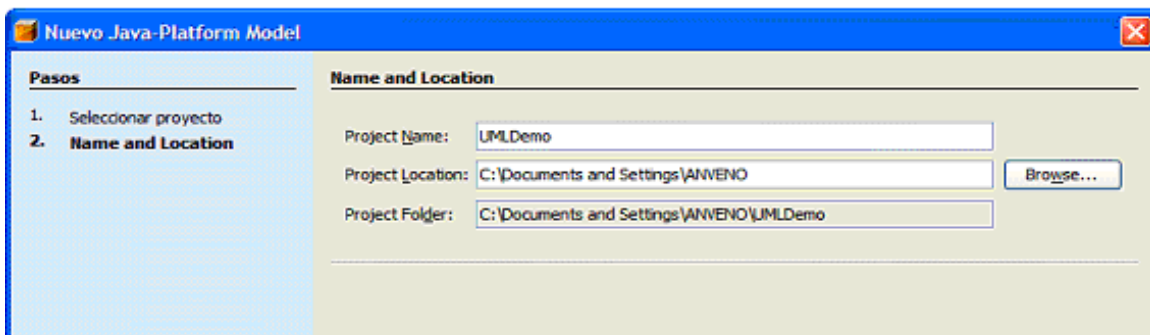 Nuevo Java-Platform Model
Pasos
1. Seleccionar proyecto
2. Name and Location
Name and Location
Project Name: UMLDemo
Project Location: C:\Documents and Settings\ANVENO Browse...
Project Folder: C:\Documents and Settings\ANVENO\UMLDemo